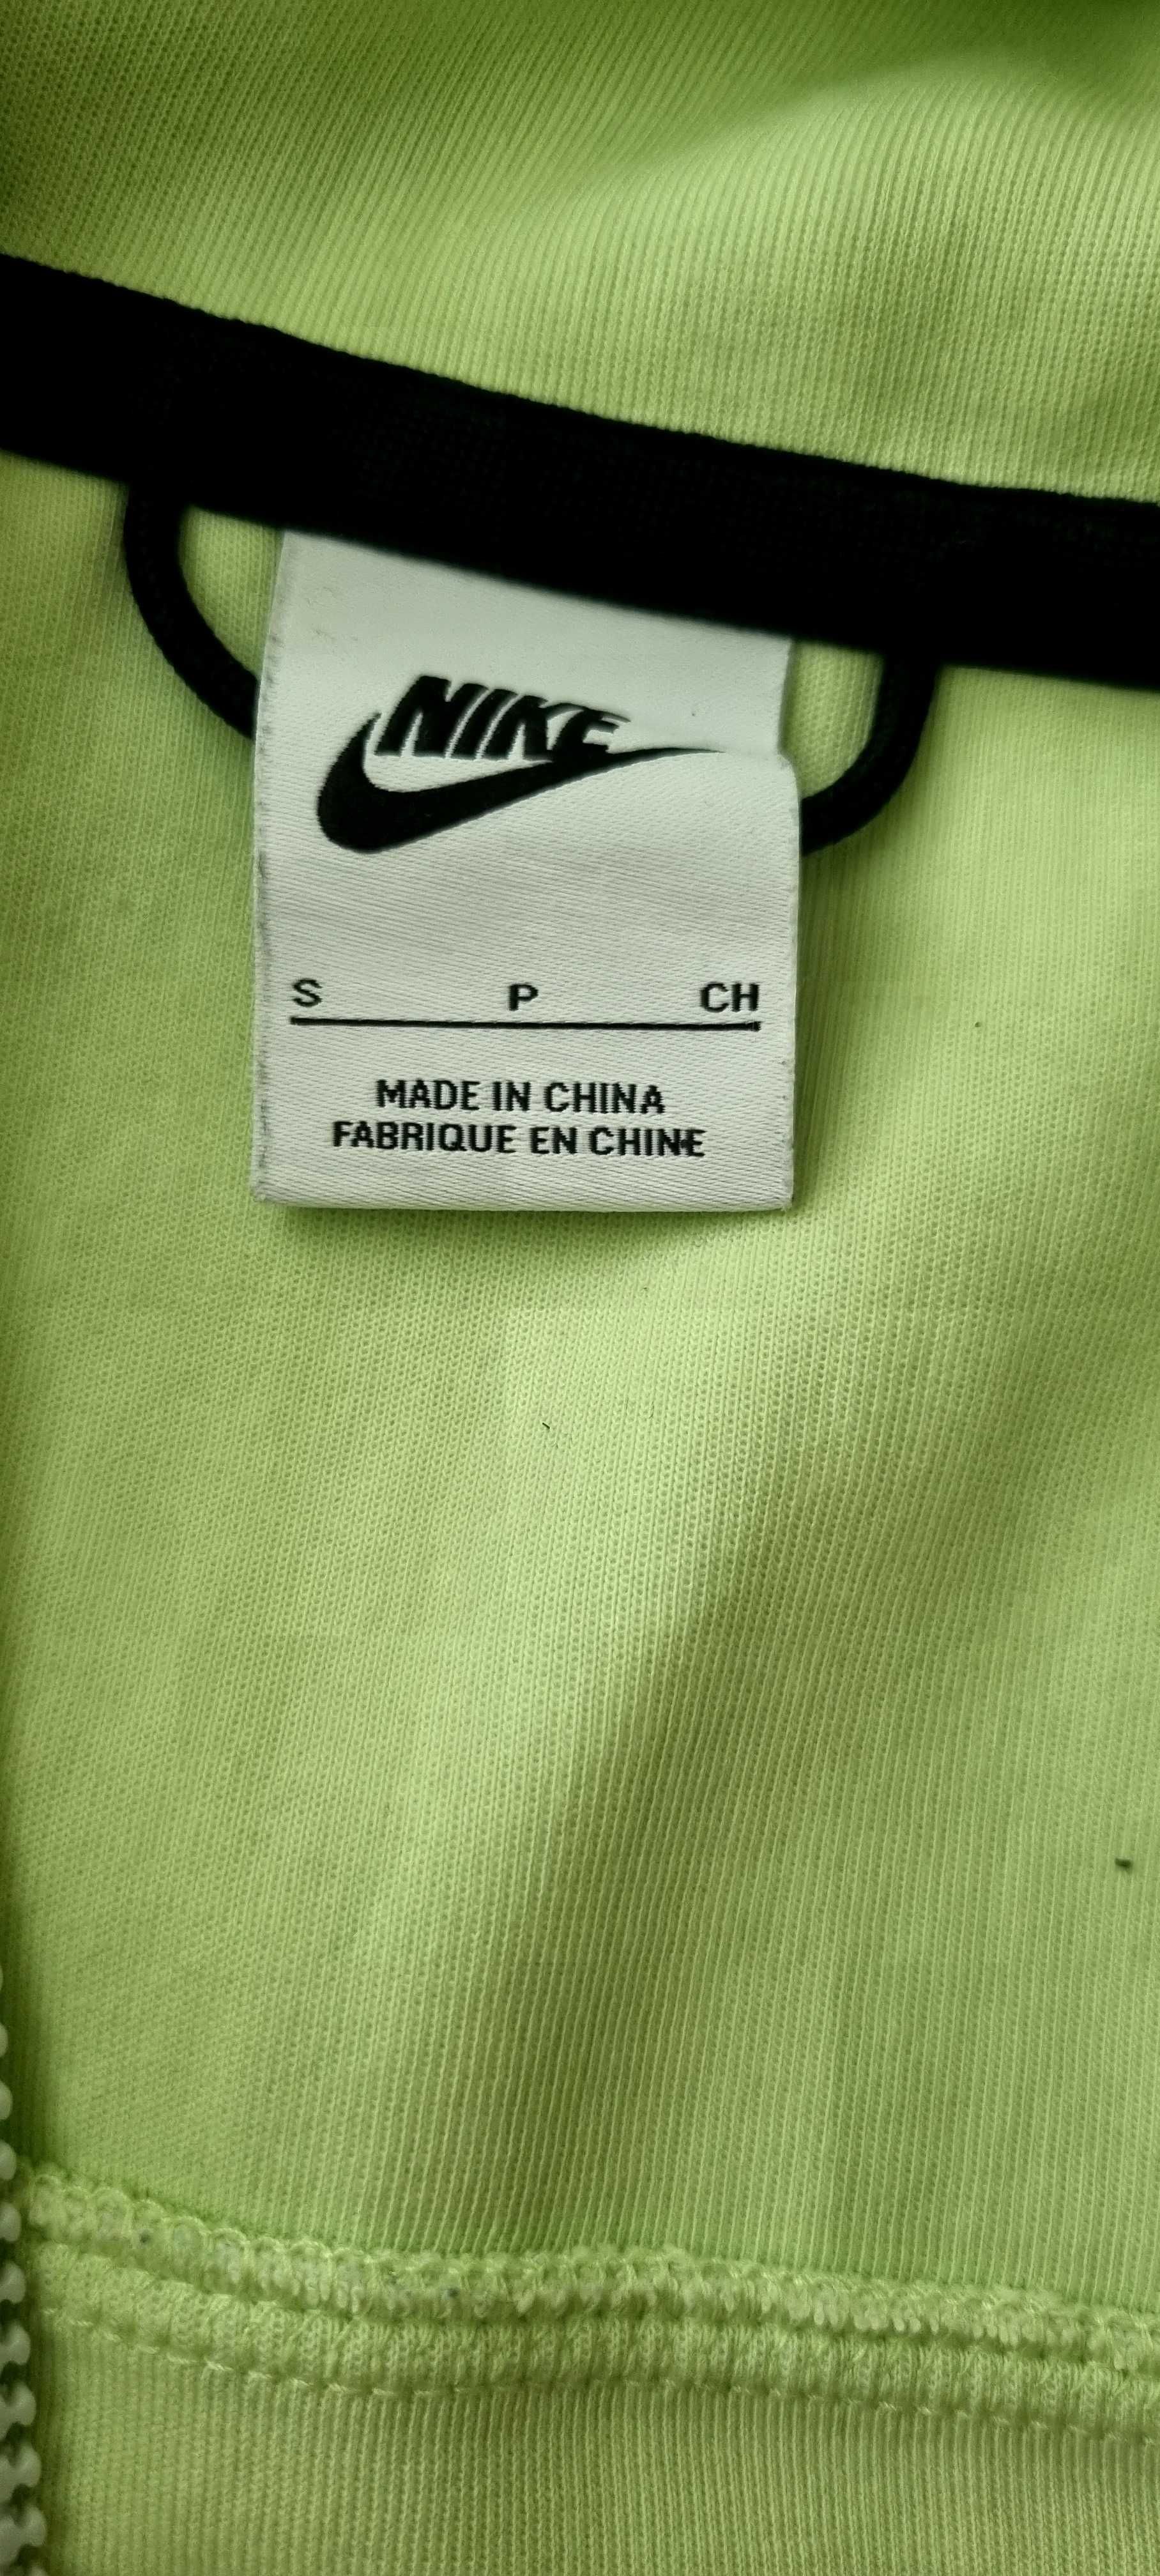 NIKE
S P CH
MADE IN CHINA
FABRIQUE EN CHINE